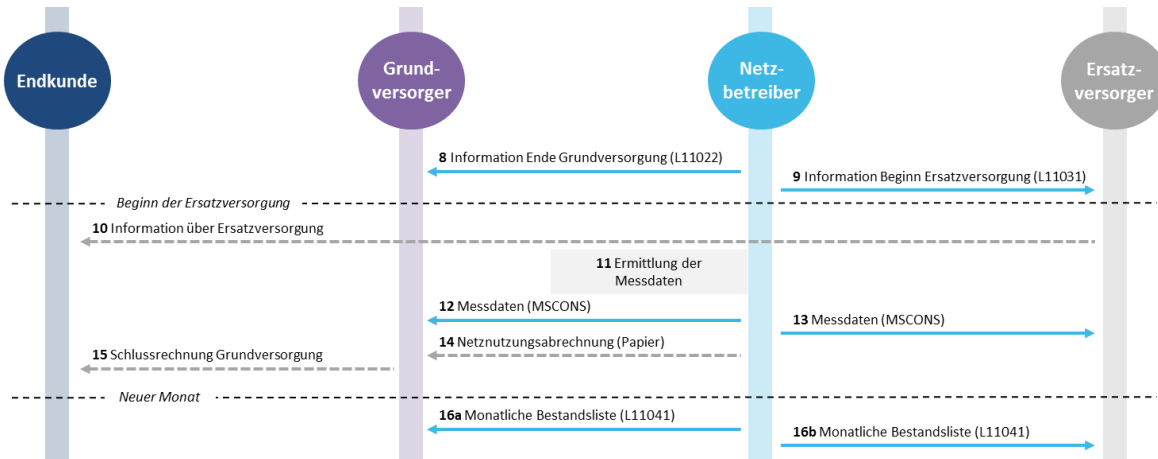 Endkunde
Grund-
versorger
Netz-
betreiber
Ersatz-
versorger
8 Information Ende Grundversorgung (L11022)
9 Information Beginn Ersatzversorgung (L11031)
Beginn der Ersatzversorgung
10 Information über Ersatzversorgung
11 Ermittlung der
Messdaten
12 Messdaten (MSCONS)
13 Messdaten (MSCONS)
14 Netznutzungsabrechnung (Papier)
15 Schlussrechnung Grundversorgung
Neuer Monat
16a Monatliche Bestandsliste (L11041)
16b Monatliche Bestandsliste (L11041)